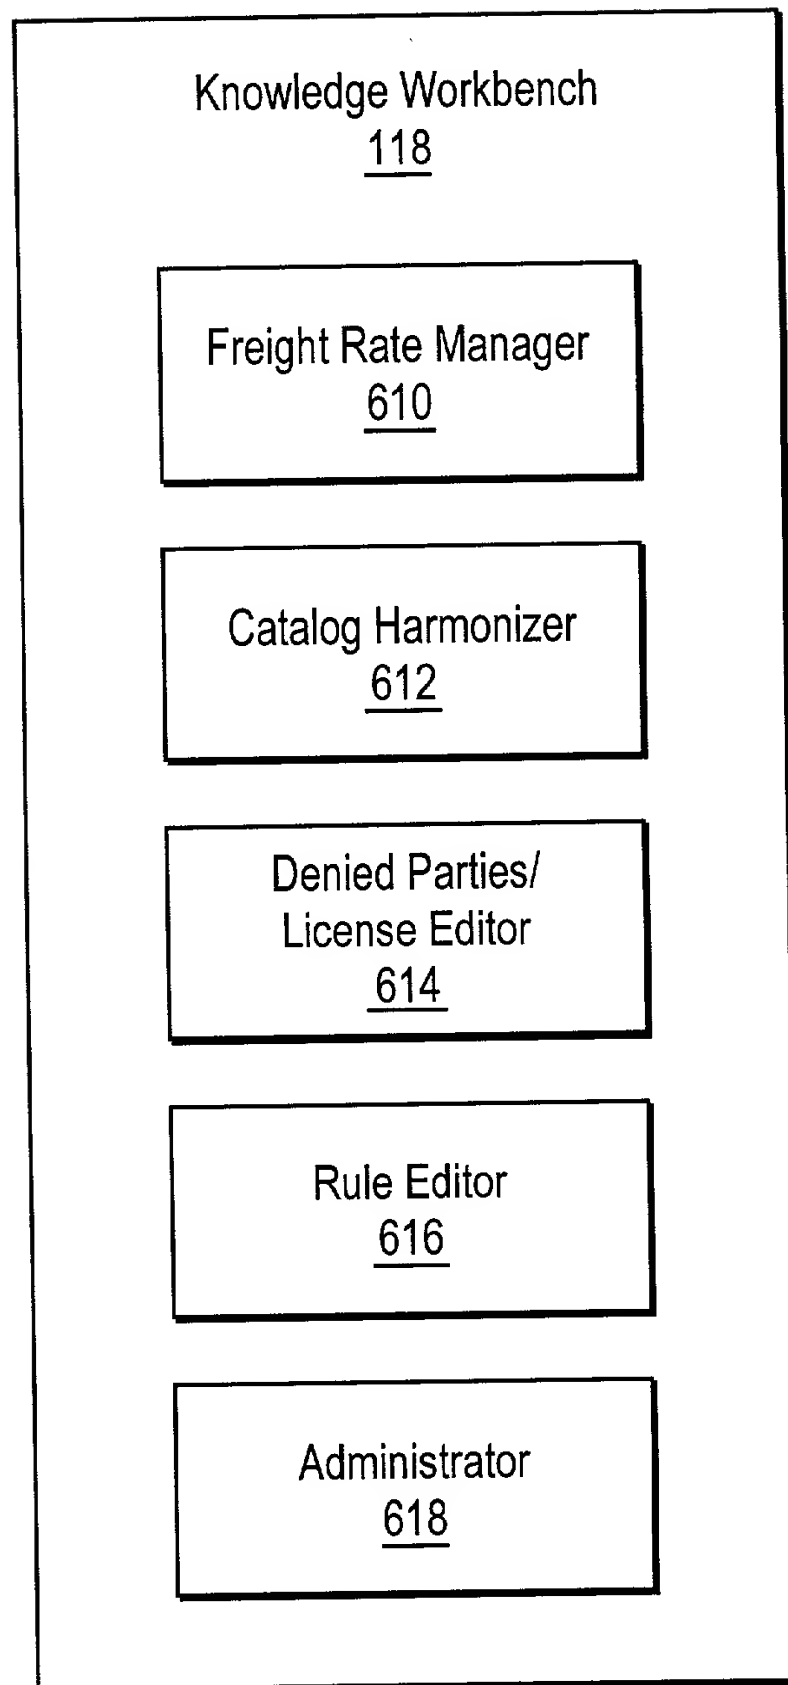 Knowledge Workbench
118
Freight Rate Manager
610
Catalog Harmonizer
612
Denied Parties/
License Editor
614
Rule Editor
616
Administrator
618